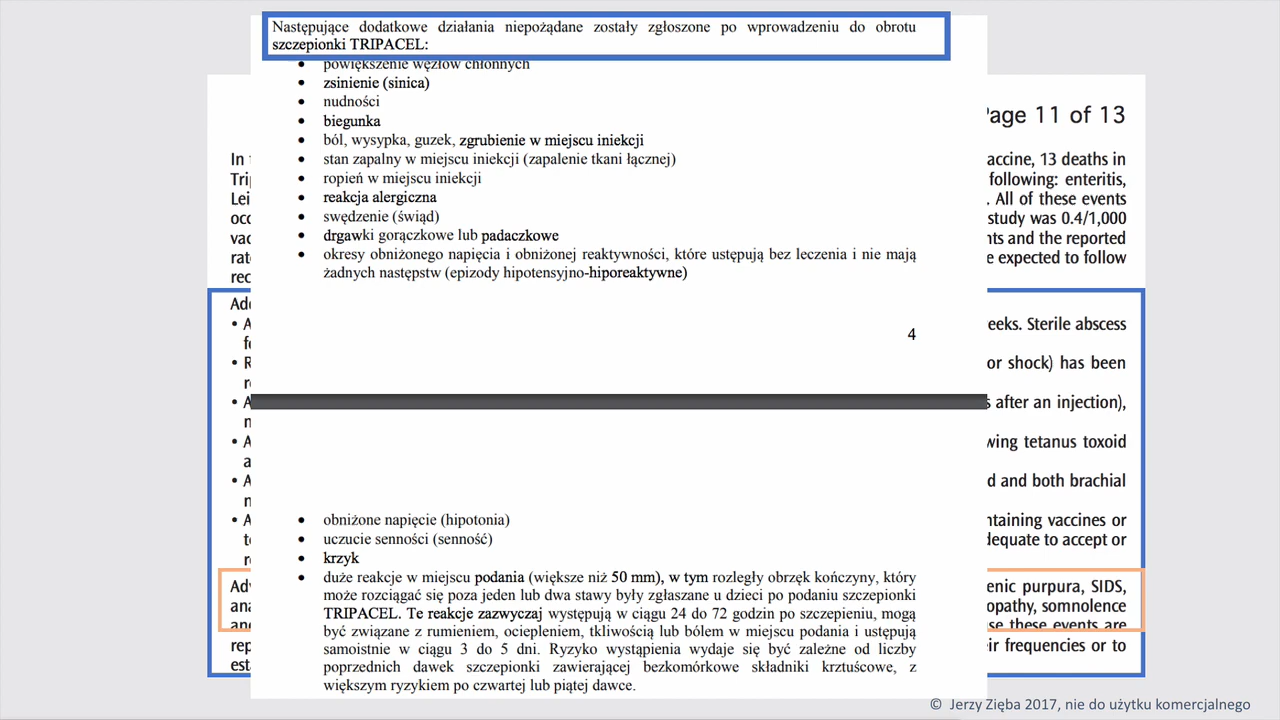 Następujące dodatkowe działania niepożądane zostały zgłoszone po wprowadzeniu do obrotu
szczepionki TRIPACEL:
• powiększenie węzłów chłonnych
• zsinienie (sinica)
• nudności
• biegunka
• ból, wysypka, guzek, zgrubienie w miejscu iniekcji
• stan zapalny w miejscu iniekcji (zapalenie tkani łącznej)
• ropień w miejscu iniekcji
• reakcja alergiczna
• swędzenie (świąd)
• drgawki gorączkowe lub padaczkowe
• okresy obniżonego napięcia i obniżonej reaktywności, które ustępują bez leczenia i nie mają
żadnych następstw (epizody hipotensyjno-hiporeaktywne)
4
• obniżone napięcie (hipotonia)
• uczucie senności (senność)
• krzyk
• duże reakcje w miejscu podania (większe niż 50 mm), w tym rozległy obrzęk kończyny, który
może rozciągać się poza jeden lub dwa stawy były zgłaszane u dzieci po podaniu szczepionki
TRIPACEL. Te reakcje zazwyczaj występują w ciągu 24 do 72 godzin po szczepieniu, mogą
być związane z rumieniem, ociepleniem, tkliwością lub bólem w miejscu podania i ustępują
samoistnie w ciągu 3 do 5 dni. Ryzyko wystąpienia wydaje się być zależne od liczby
poprzednich dawek szczepionki zawierającej bezkomórkowe składniki krztuścowe, z
większym ryzykiem po czwartej lub piątej dawce.
Page 11 of 13
accine, 13 deaths in
following: enteritis,
. All of these events
study was 0.4/1,000
nts and the reported
e expected to follow
eeks. Sterile abscess
or shock) has been
s after an injection),
wing tetanus toxoid
d and both brachial
ntaining vaccines or
dequate to accept or
enic purpura, SIDS,
opathy, somnolence
se these events are
eir frequencies or to
© Jerzy Zięba 2017, nie do użytku komercjalnego